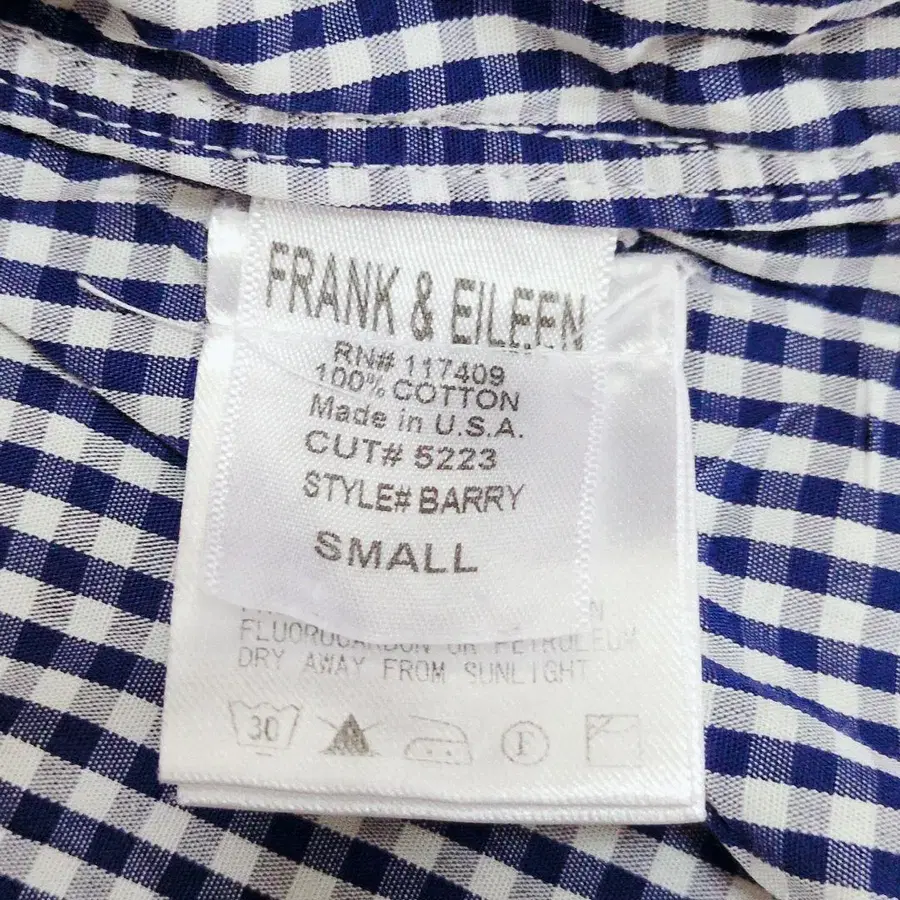 FRANK & EILEEN
RN# 117409
100% COTTON
Made in U.S.A.
CUT# 5223
STYLE# BARRY
SMALL
FLUOROCARBON OR PETROLEUM
DRY AWAY FROM SUNLIGHT
30
F